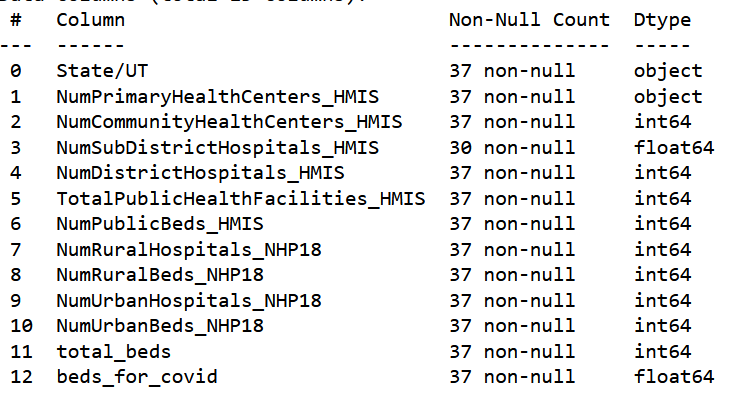 #   Column                           Non-Null Count  Dtype
---  ------                           --------------  -----
 0   State/UT                         37 non-null     object
 1   NumPrimaryHealthCenters_HMIS     37 non-null     object
 2   NumCommunityHealthCenters_HMIS   37 non-null     int64
 3   NumSubDistrictHospitals_HMIS     30 non-null     float64
 4   NumDistrictHospitals_HMIS        37 non-null     int64
 5   TotalPublicHealthFacilities_HMIS  37 non-null     int64
 6   NumPublicBeds_HMIS               37 non-null     int64
 7   NumRuralHospitals_NHP18          37 non-null     int64
 8   NumRuralBeds_NHP18               37 non-null     int64
 9   NumUrbanHospitals_NHP18          37 non-null     int64
 10  NumUrbanBeds_NHP18               37 non-null     int64
 11  total_beds                       37 non-null     int64
 12  beds_for_covid                   37 non-null     float64